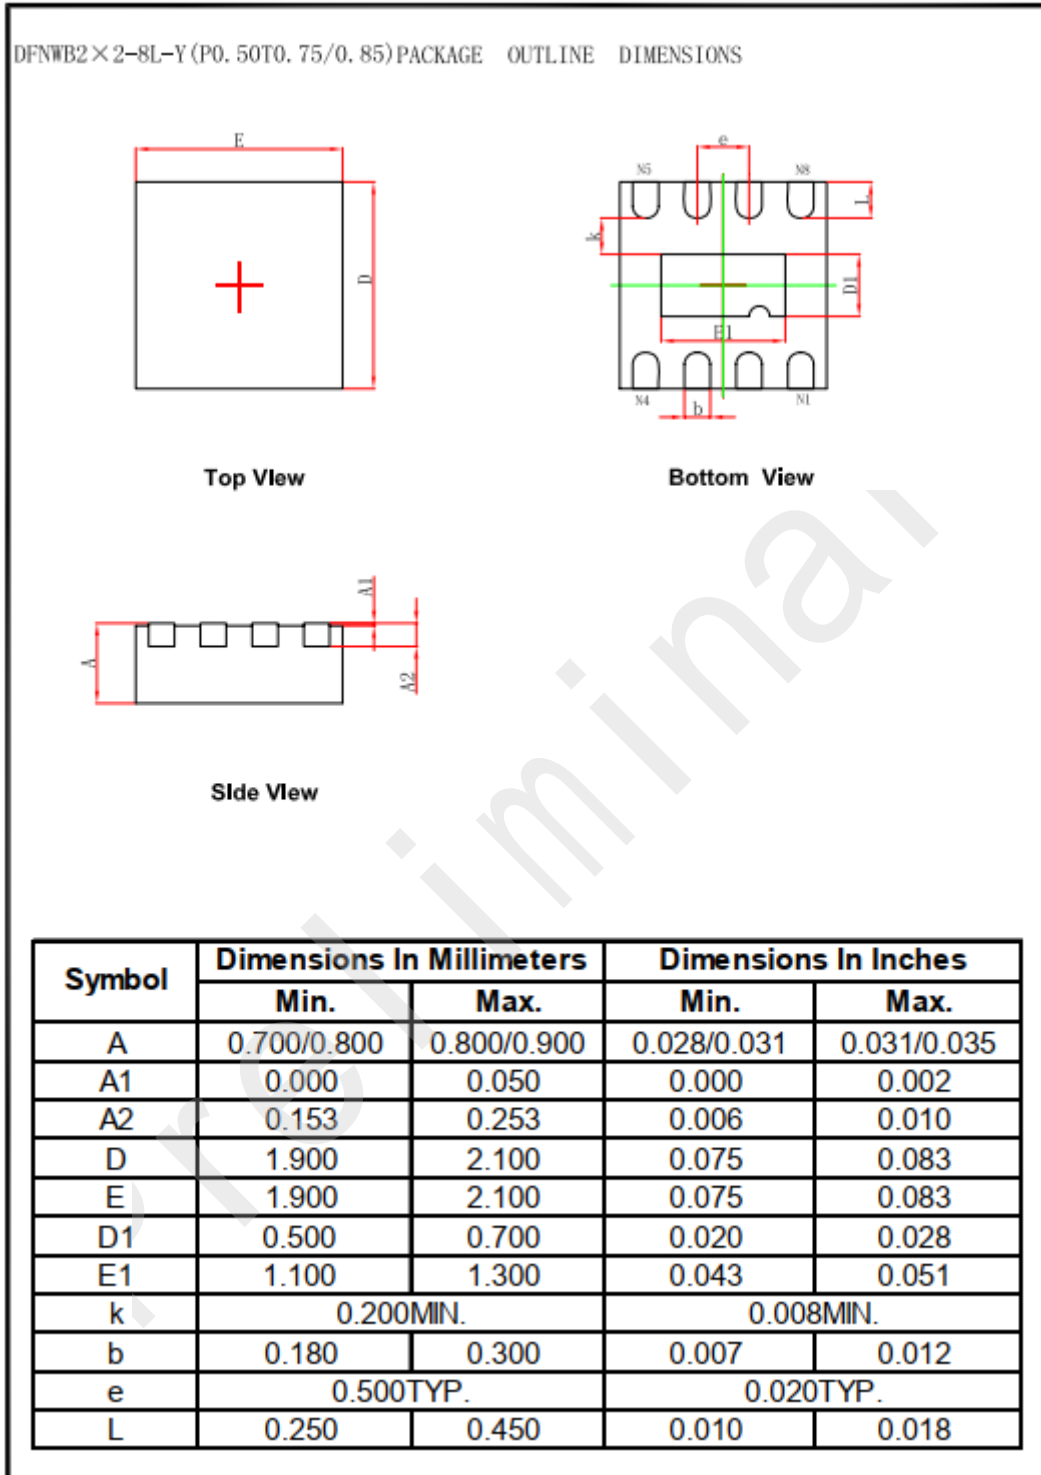 DFNWB2×2-8L-Y(P0.50T0.75/0.85)PACKAGE OUTLINE DIMENSIONS
E
D
Top View
e
N5 N8
L
k
D1
E1
N4 N1
b
Bottom View
A1
A
A2
Side View
Preliminar
Symbol Dimensions In Millimeters Dimensions In Inches
Min. Max. Min. Max.
A 0.700/0.800 0.800/0.900 0.028/0.031 0.031/0.035
A1 0.000 0.050 0.000 0.002
A2 0.153 0.253 0.006 0.010
D 1.900 2.100 0.075 0.083
E 1.900 2.100 0.075 0.083
D1 0.500 0.700 0.020 0.028
E1 1.100 1.300 0.043 0.051
k 0.200MIN. 0.008MIN.
b 0.180 0.300 0.007 0.012
e 0.500TYP. 0.020TYP.
L 0.250 0.450 0.010 0.018